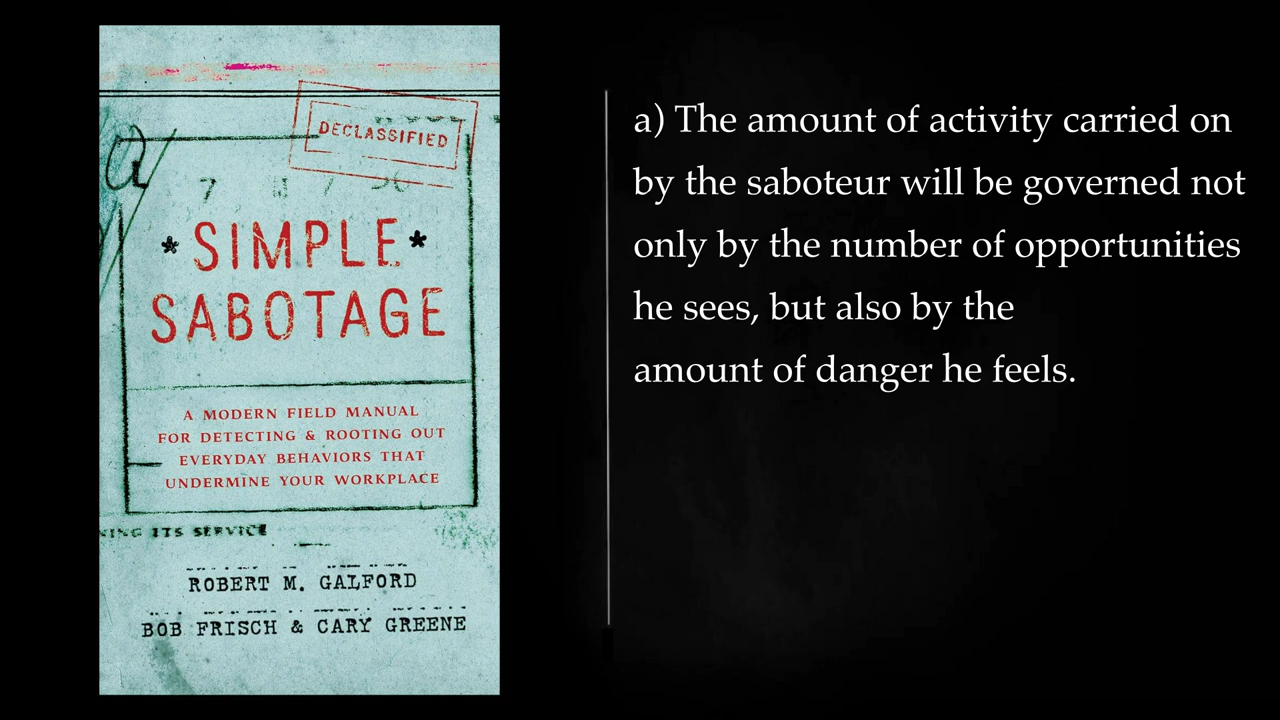 DECLASSIFIED
*SIMPLE*
SABOTAGE
A MODERN FIELD MANUAL
FOR DETECTING & ROOTING OUT
EVERYDAY BEHAVIORS THAT
UNDERMINE YOUR WORKPLACE
ITS SERVICE
ROBERT M. GALFORD
BOB FRISCH & CARY GREENE
a) The amount of activity carried on
by the saboteur will be governed not
only by the number of opportunities
he sees, but also by the
amount of danger he feels.